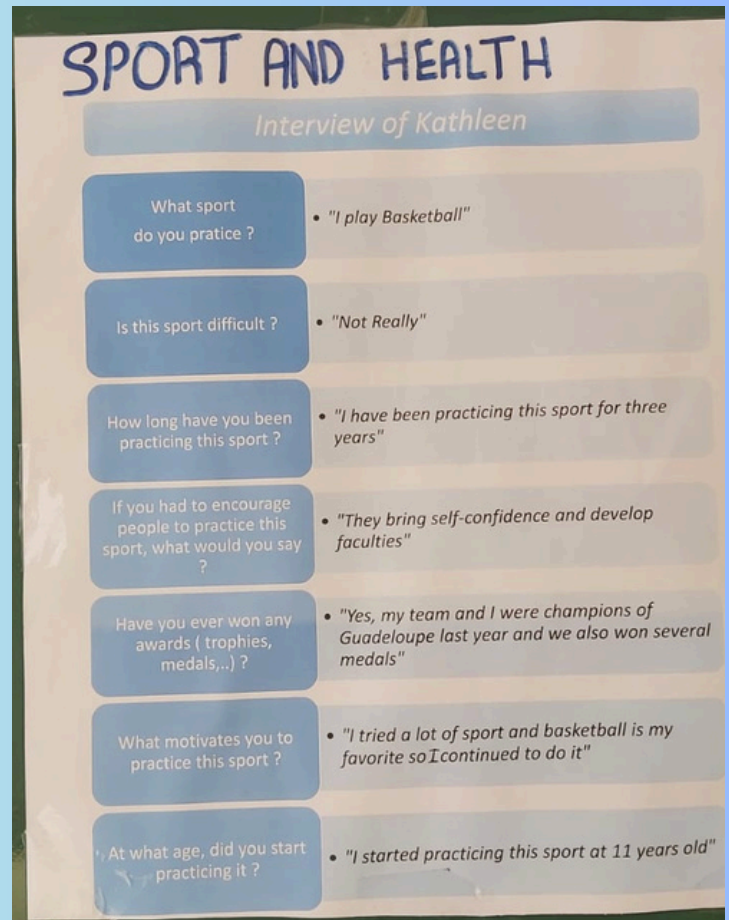 SPORT AND HEALTH
Interview of Kathleen
What sport
do you pratice ?
• "I play Basketball"
Is this sport difficult ?
• "Not Really"
How long have you been
practicing this sport ?
• "I have been practicing this sport for three
years"
If you had to encourage
people to practice this
sport, what would you say
?
• "They bring self-confidence and develop
faculties"
Have you ever won any
awards ( trophies,
medals,..) ?
• "Yes, my team and I were champions of
Guadeloupe last year and we also won several
medals"
What motivates you to
practice this sport ?
• "I tried a lot of sport and basketball is my
favorite so I continued to do it"
At what age, did you start
practicing it ?
• "I started practicing this sport at 11 years old"